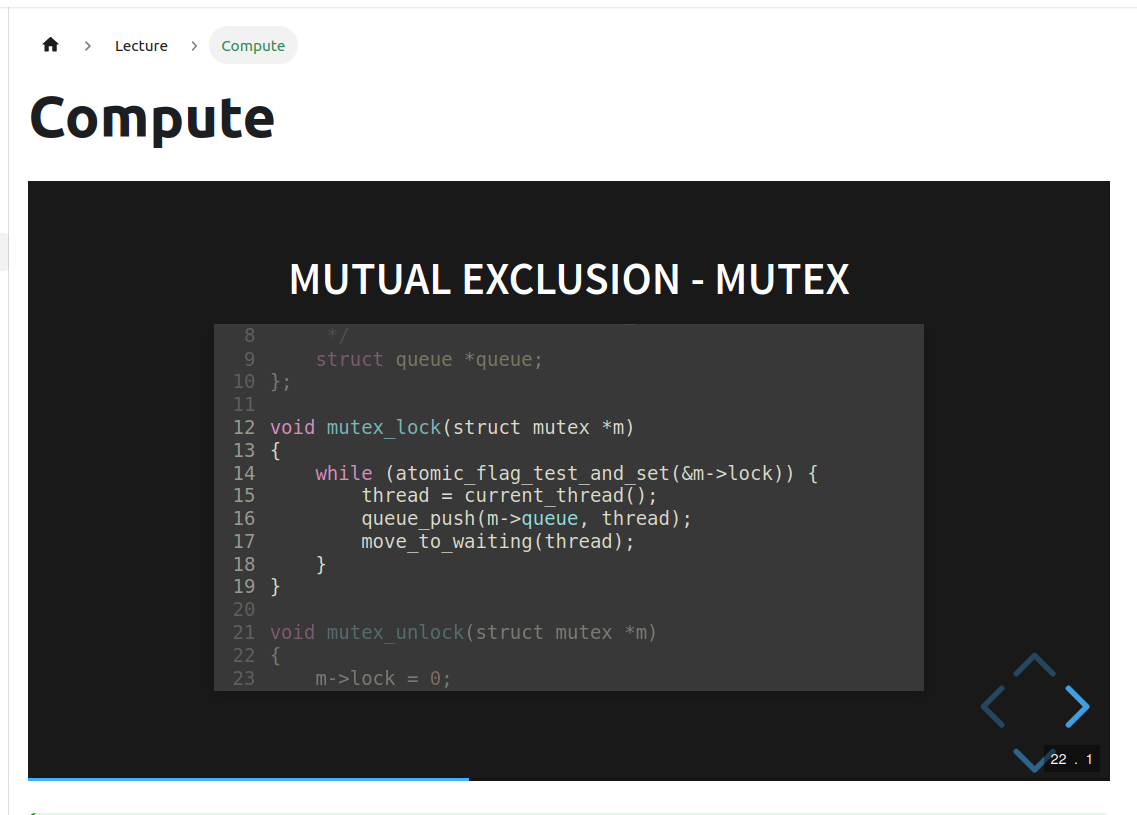 Lecture
Compute
Compute
MUTUAL EXCLUSION - MUTEX
8 */
9 struct queue *queue;
10 };
11
12 void mutex_lock(struct mutex *m)
13 {
14 while (atomic_flag_test_and_set(&m->lock)) {
15 thread = current_thread();
16 queue_push(m->queue, thread);
17 move_to_waiting(thread);
18 }
19 }
20
21 void mutex_unlock(struct mutex *m)
22 {
23 m->lock = 0;
22 . 1